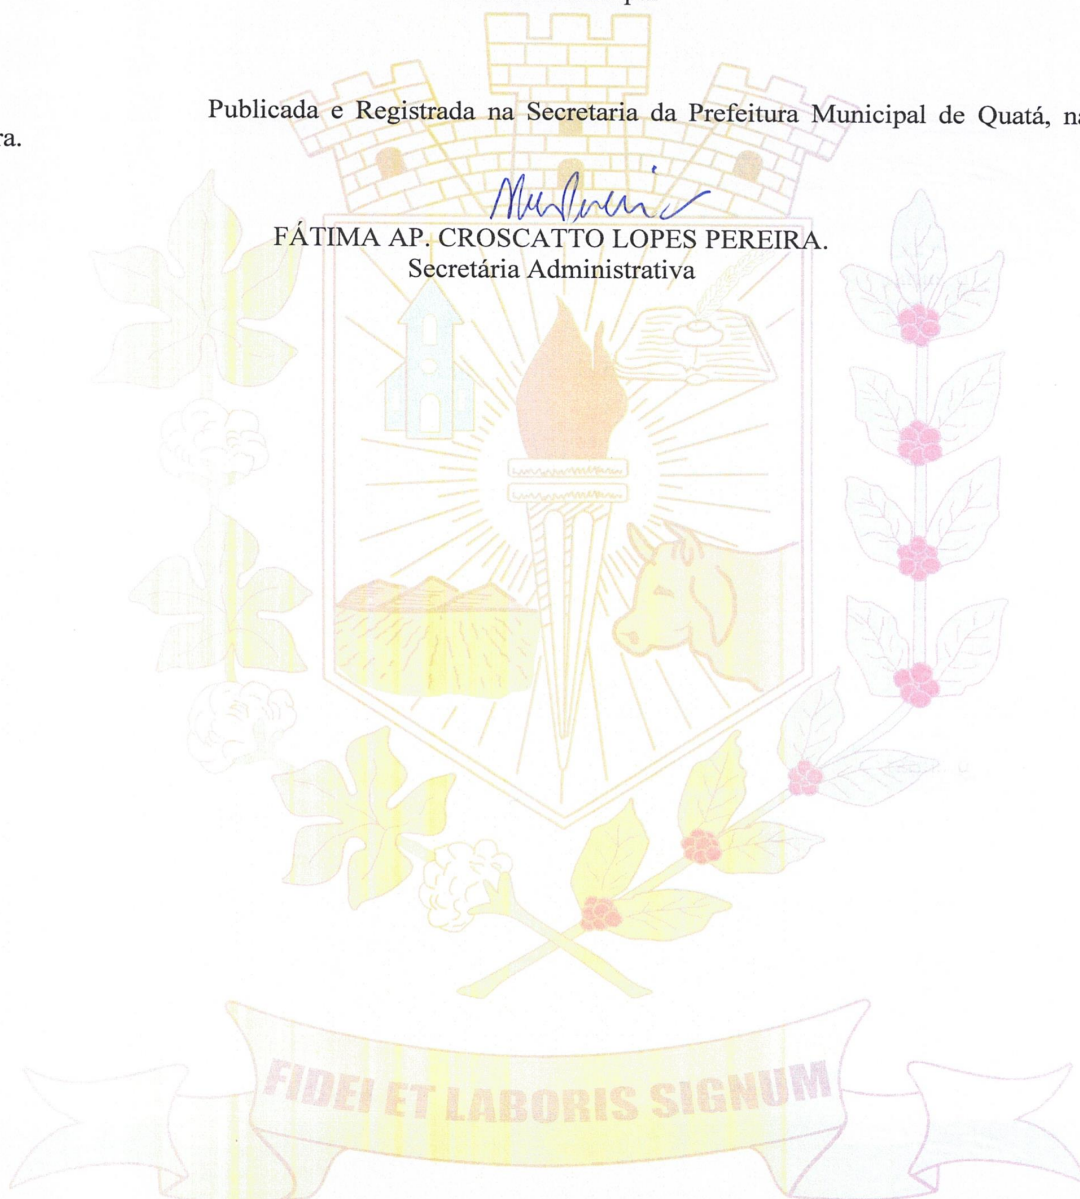 Publicada e Registrada na Secretaria da Prefeitura Municipal de Quatá, na
ra.
FÁTIMA AP. CROSCATTO LOPES PEREIRA.
Secretária Administrativa
FIDEI ET LABORIS SIGNUM